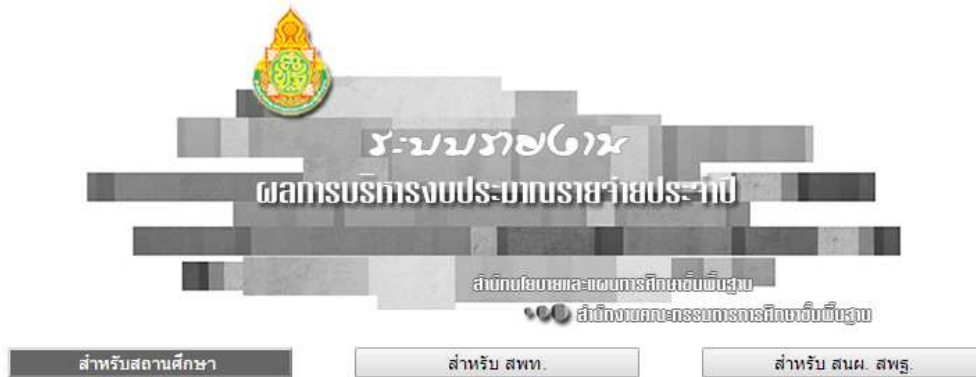 ระบบรายงาน
ผลการบริหารงบประมาณรายจ่ายประจำปี
สำนักนโยบายและแผนการศึกษาขั้นพื้นฐาน
สำนักงานคณะกรรมการการศึกษาขั้นพื้นฐาน
สำหรับสถานศึกษา
สำหรับ สพท.
สำหรับ สนผ. สพฐ.